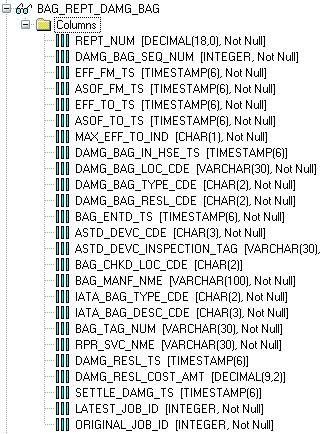 BAG_REPT_DAMG_BAG
Columns
REPT_NUM [DECIMAL(18,0), Not Null]
DAMG_BAG_SEQ_NUM [INTEGER, Not Null]
EFF_FM_TS [TIMESTAMP(6), Not Null]
ASOF_FM_TS [TIMESTAMP(6), Not Null]
EFF_TO_TS [TIMESTAMP(6), Not Null]
ASOF_TO_TS [TIMESTAMP(6), Not Null]
MAX_EFF_TO_IND [CHAR(1), Not Null]
DAMG_BAG_IN_HSE_TS [TIMESTAMP(6)]
DAMG_BAG_LOC_CDE [VARCHAR(30), Not Null]
DAMG_BAG_TYPE_CDE [CHAR(2), Not Null]
DAMG_BAG_RESL_CDE [CHAR(2), Not Null]
BAG_ENTD_TS [TIMESTAMP(6), Not Null]
ASTD_DEVC_CDE [CHAR(3), Not Null]
ASTD_DEVC_INSPECTION_TAG [VARCHAR(30),
BAG_CHKD_LOC_CDE [CHAR(2)]
BAG_MANF_NME [VARCHAR(100), Not Null]
IATA_BAG_TYPE_CDE [CHAR(2), Not Null]
IATA_BAG_DESC_CDE [CHAR(3), Not Null]
BAG_TAG_NUM [VARCHAR(30), Not Null]
RPR_SVC_NME [VARCHAR(30), Not Null]
DAMG_RESL_TS [TIMESTAMP(6)]
DAMG_RESL_COST_AMT [DECIMAL(9,2)]
SETTLE_DAMG_TS [TIMESTAMP(6)]
LATEST_JOB_ID [INTEGER, Not Null]
ORIGINAL_JOB_ID [INTEGER, Not Null]